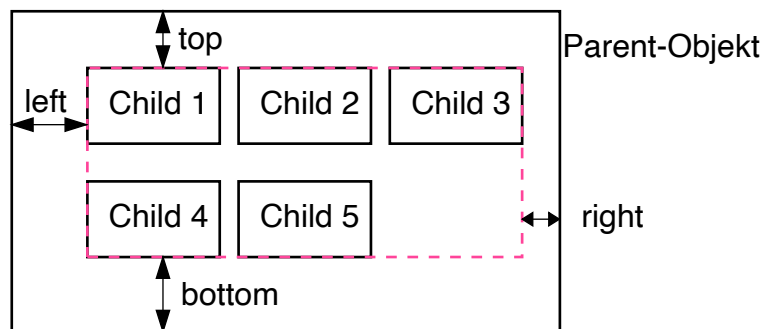 top
Parent-Objekt
left
Child 1
Child 2
Child 3
Child 4
Child 5
right
bottom